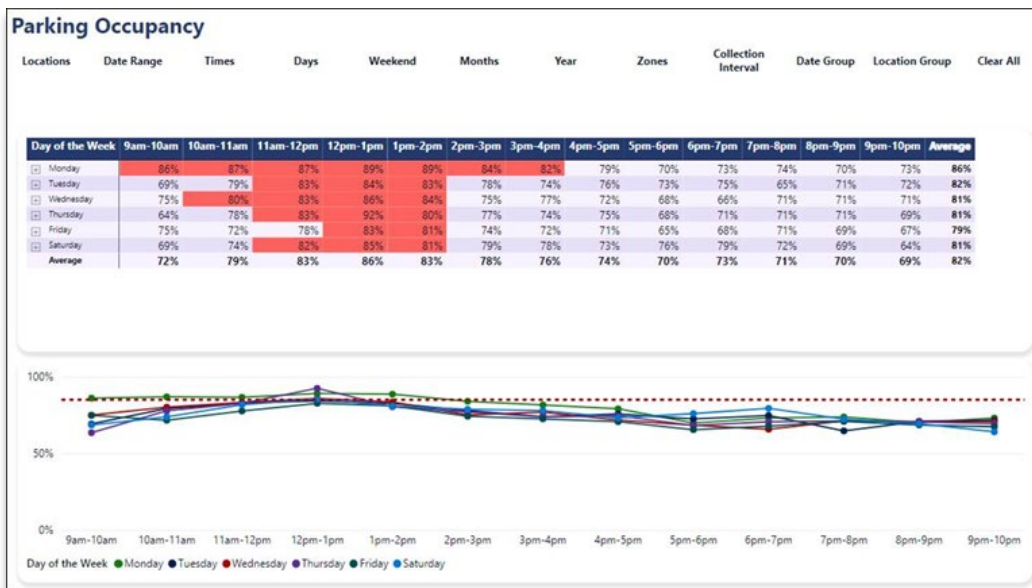 Parking Occupancy
Locations Date Range Times Days Weekend Months Year Zones Collection Interval Date Group Location Group Clear All
Day of the Week 9am-10am 10am-11am 11am-12pm 12pm-1pm 1pm-2pm 2pm-3pm 3pm-4pm 4pm-5pm 5pm-6pm 6pm-7pm 7pm-8pm 8pm-9pm 9pm-10pm Average
Monday 86% 87% 87% 89% 89% 84% 82% 79% 70% 73% 74% 70% 73% 86%
Tuesday 69% 79% 83% 84% 83% 78% 74% 76% 73% 75% 65% 71% 72% 82%
Wednesday 75% 80% 83% 86% 84% 75% 77% 72% 68% 66% 71% 71% 71% 81%
Thursday 64% 78% 83% 92% 80% 77% 74% 75% 68% 71% 71% 71% 69% 81%
Friday 75% 72% 78% 83% 81% 74% 72% 71% 65% 68% 71% 69% 67% 79%
Saturday 69% 74% 82% 85% 81% 79% 78% 73% 76% 79% 72% 69% 64% 81%
Average 72% 79% 83% 86% 83% 78% 76% 74% 70% 73% 71% 70% 69% 82%
100%
50%
0%
9am-10am 10am-11am 11am-12pm 12pm-1pm 1pm-2pm 2pm-3pm 3pm-4pm 4pm-5pm 5pm-6pm 6pm-7pm 7pm-8pm 8pm-9pm 9pm-10pm
Day of the Week Monday Tuesday Wednesday Thursday Friday Saturday